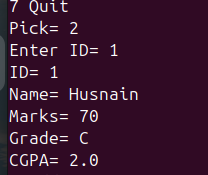 7 Quit
Pick= 2
Enter ID= 1
ID= 1
Name= Husnain
Marks= 70
Grade= C
CGPA= 2.0